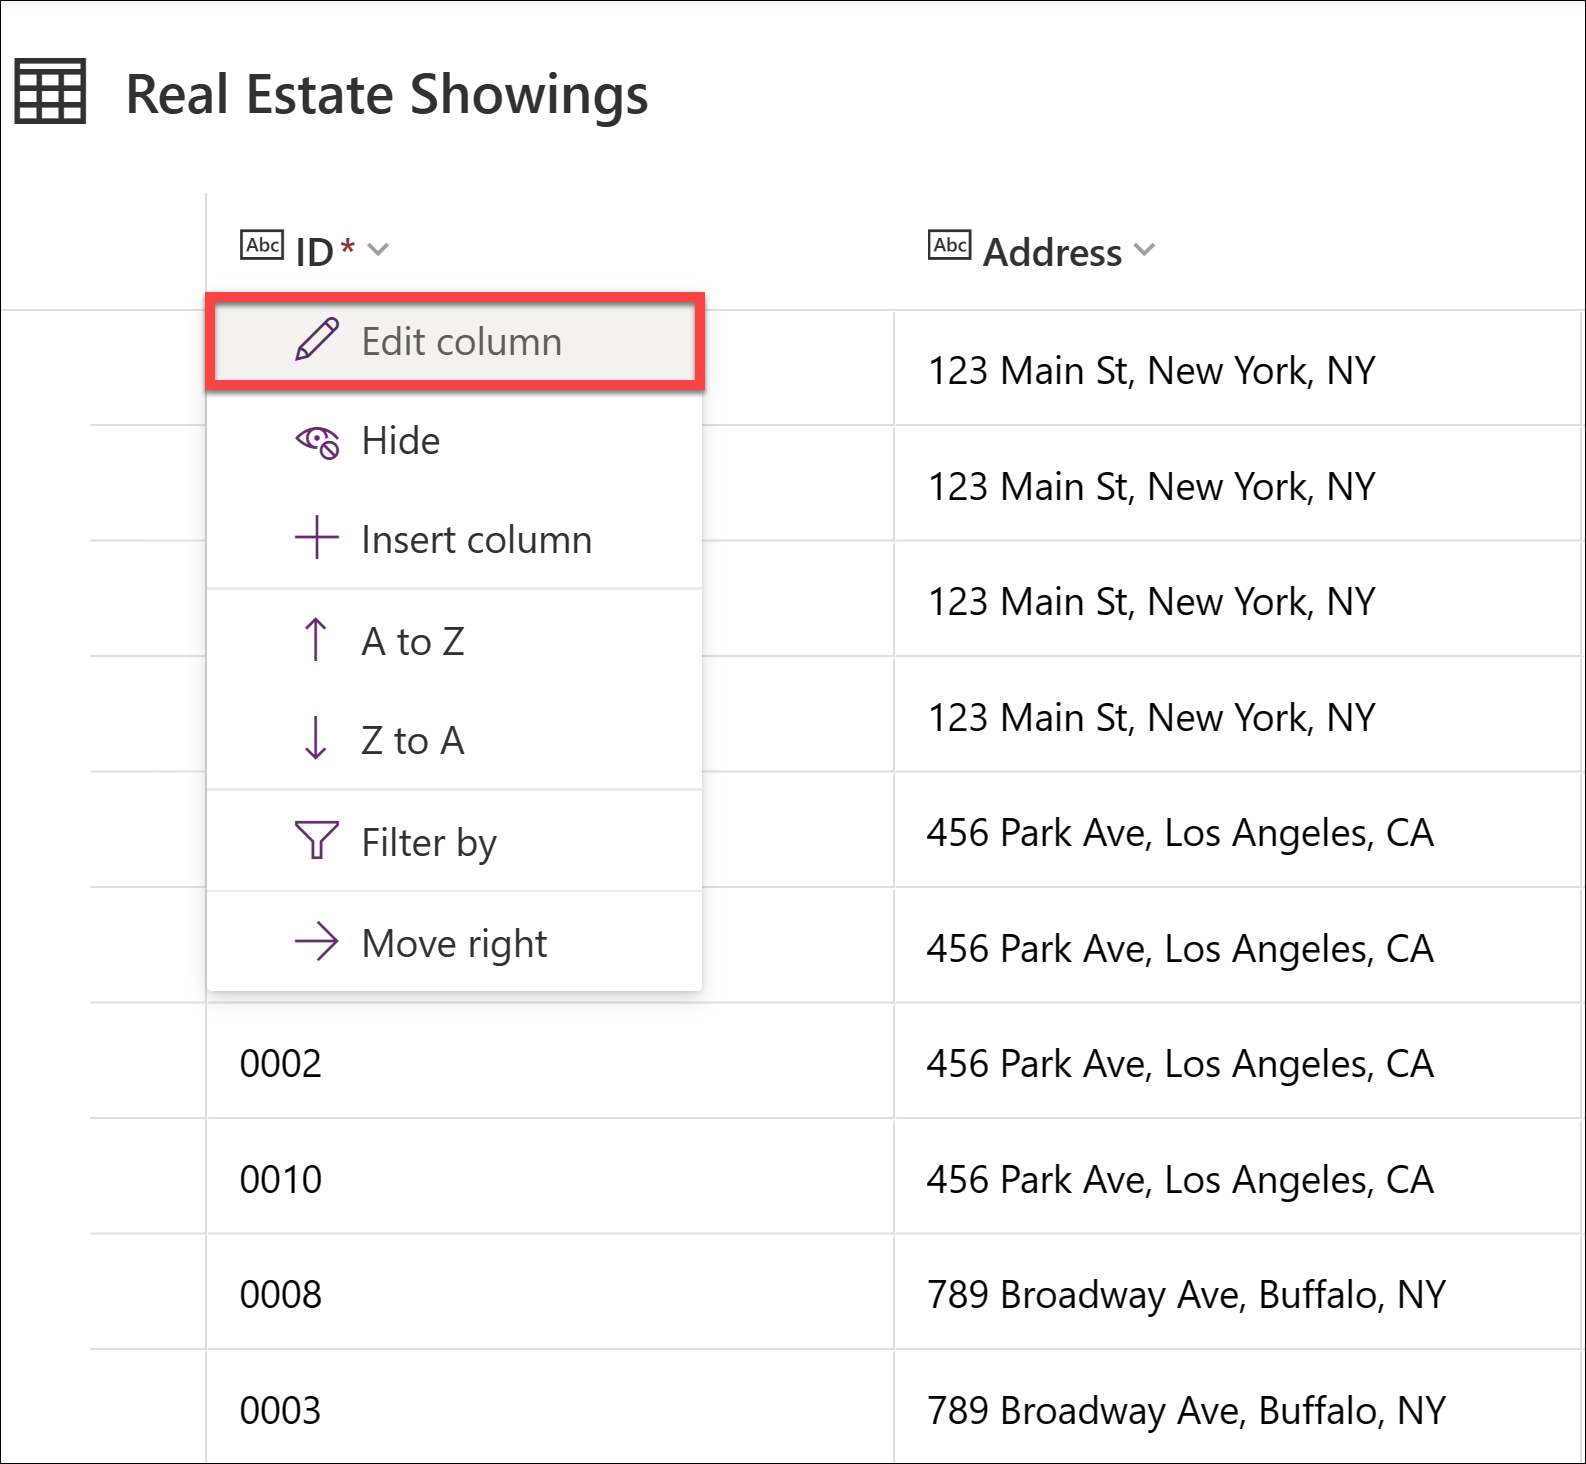 Real Estate Showings
Abc ID * Abc Address
Edit column
123 Main St, New York, NY
Hide
123 Main St, New York, NY
Insert column
123 Main St, New York, NY
A to Z
123 Main St, New York, NY
Z to A
456 Park Ave, Los Angeles, CA
Filter by
456 Park Ave, Los Angeles, CA
Move right
0002 456 Park Ave, Los Angeles, CA
0010 456 Park Ave, Los Angeles, CA
0008 789 Broadway Ave, Buffalo, NY
0003 789 Broadway Ave, Buffalo, NY